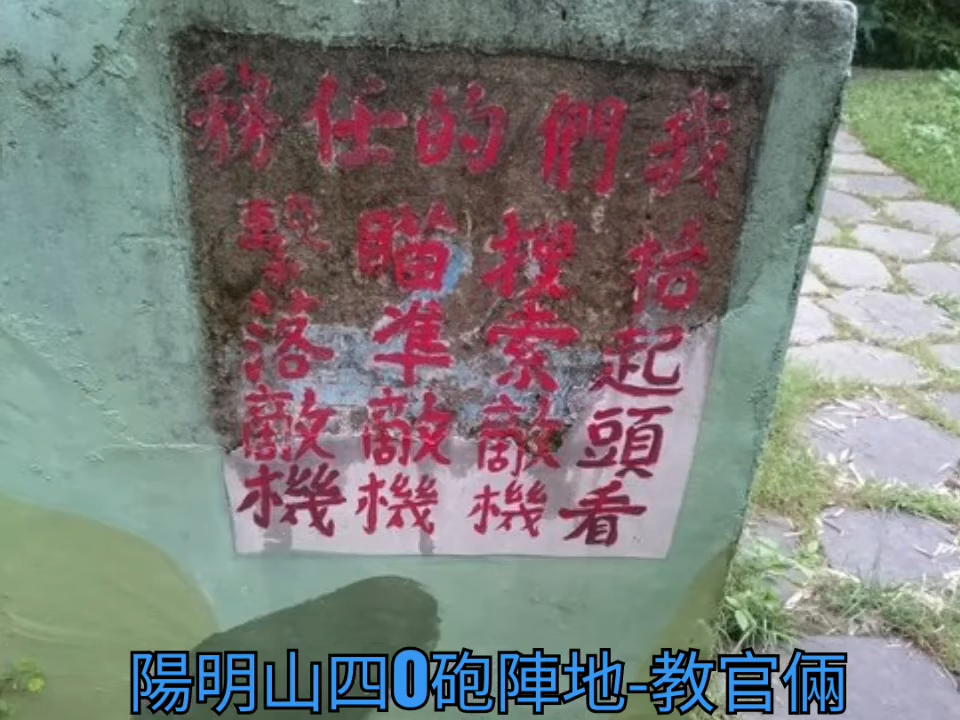 我們的任務
抬起頭看
搜索敵機
瞄準敵機
擊落敵機
陽明山四0砲陣地-教官倆